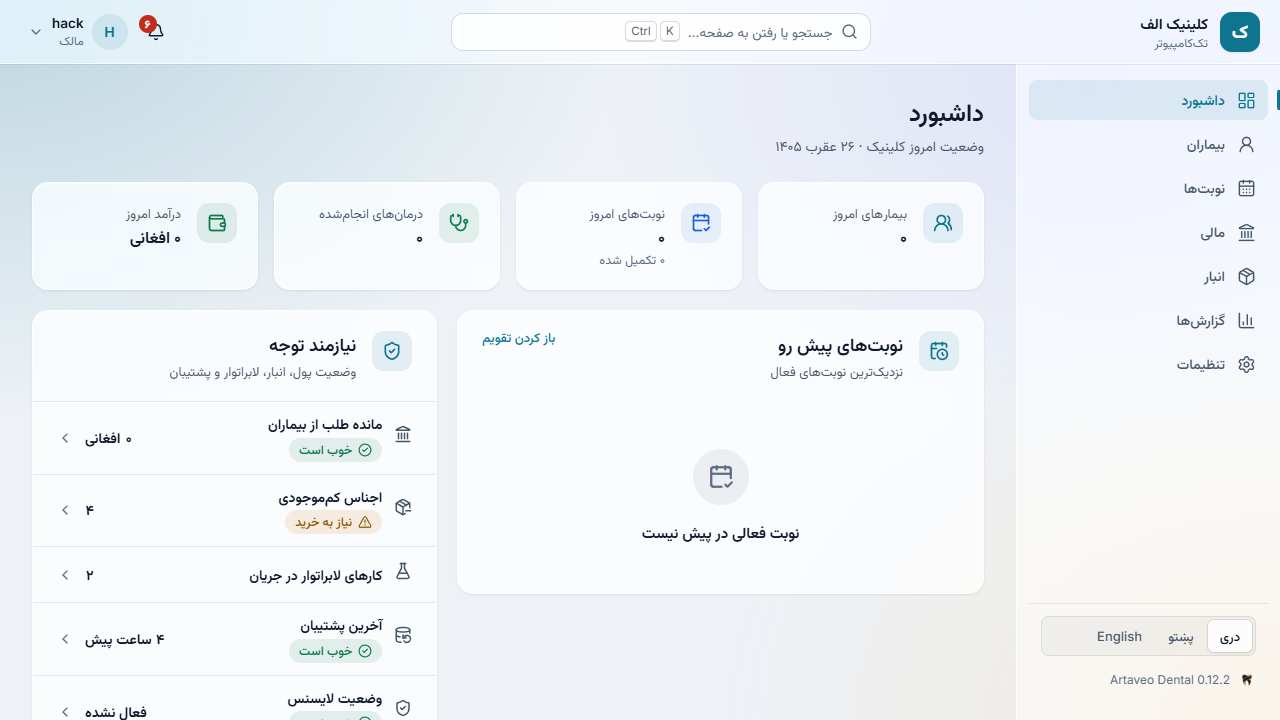 ک
کلینیک الف
تک‌کامپیوتر
جستجو یا رفتن به صفحه...
Ctrl K
۶
H
hack
مالک
داشبورد
بیماران
نوبت‌ها
مالی
انبار
گزارش‌ها
تنظیمات
دری
پښتو
English
Artaveo Dental 0.12.2
داشبورد
وضعیت امروز کلینیک · ۲۶ عقرب ۱۴۰۵
بیمارهای امروز
۰
نوبت‌های امروز
۰
۰ تکمیل شده
درمان‌های انجام‌شده
۰
درآمد امروز
۰ افغانی
نوبت‌های پیش رو
نزدیک‌ترین نوبت‌های فعال
باز کردن تقویم
نوبت فعالی در پیش نیست
نیازمند توجه
وضعیت پول، انبار، لابراتوار و پشتیبان
مانده طلب از بیماران
خوب است
۰ افغانی
اجناس کم‌موجودی
نیاز به خرید
۴
کارهای لابراتوار در جریان
۲
آخرین پشتیبان
خوب است
۴ ساعت پیش
وضعیت لایسنس
فعال نشده